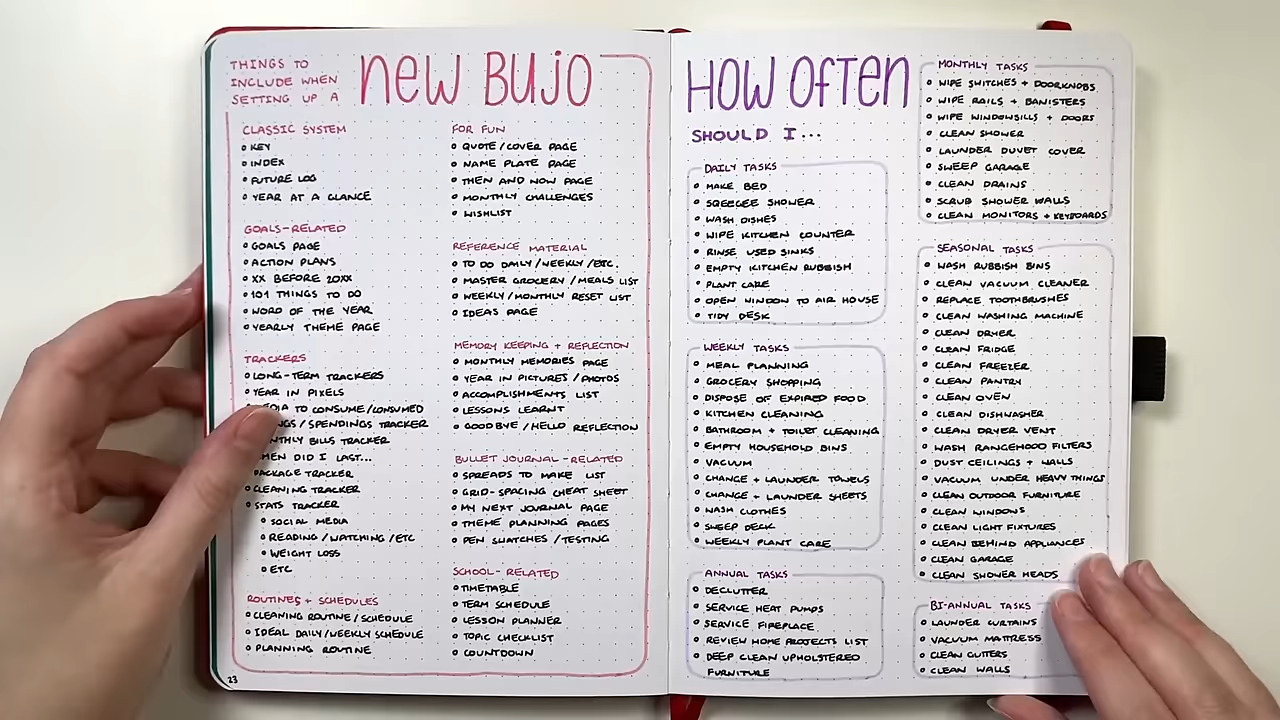 THINGS TO
INCLUDE WHEN
SETTING UP A
New BuJo
CLASSIC SYSTEM
KEY
INDEX
FUTURE LOG
YEAR AT A GLANCE
GOALS-RELATED
GOALS PAGE
ACTION PLANS
XX BEFORE 20XX
101 THINGS TO DO
WORD OF THE YEAR
YEARLY THEME PAGE
TRACKERS
LONG-TERM TRACKERS
YEAR IN PIXELS
TO CONSUME/CONSUMED
/SPENDINGS TRACKER
BILLS TRACKER
DID I LAST...
PACKAGE TRACKER
CLEANING TRACKER
STATS TRACKER
SOCIAL MEDIA
READING/WATCHING/ETC
WEIGHT LOSS
ETC
ROUTINES + SCHEDULES
CLEANING ROUTINE/SCHEDULE
IDEAL DAILY/WEEKLY SCHEDULE
PLANNING ROUTINE
23
FOR FUN
QUOTE/COVER PAGE
NAME PLATE PAGE
THEN AND NOW PAGE
MONTHLY CHALLENGES
WISHLIST
REFERENCE MATERIAL
TO DO DAILY/WEEKLY/ETC
MASTER GROCERY/MEALS LIST
WEEKLY/MONTHLY RESET LIST
IDEAS PAGE
MEMORY KEEPING + REFLECTION
MONTHLY MEMORIES PAGE
YEAR IN PICTURES/PHOTOS
ACCOMPLISHMENTS LIST
LESSONS LEARNT
GOODBYE/HELLO REFLECTION
BULLET JOURNAL-RELATED
SPREADS TO MAKE LIST
GRID-SPACING CHEAT SHEET
MY NEXT JOURNAL PAGE
THEME PLANNING PAGES
PEN SWATCHES/TESTING
SCHOOL-RELATED
TIMETABLE
TERM SCHEDULE
LESSON PLANNER
TOPIC CHECKLIST
COUNTDOWN
HOW OfTEN
SHOULD I...
DAILY TASKS
MAKE BED
SQEEGEE SHOWER
WASH DISHES
WIPE KITCHEN COUNTER
RINSE USED SINKS
EMPTY KITCHEN RUBBISH
PLANT CARE
OPEN WINDOW TO AIR HOUSE
TIDY DESK
WEEKLY TASKS
MEAL PLANNING
GROCERY SHOPPING
DISPOSE OF EXPIRED FOOD
KITCHEN CLEANING
BATHROOM + TOILET CLEANING
EMPTY HOUSEHOLD BINS
VACUUM
CHANGE + LAUNDER TOWELS
CHANGE + LAUNDER SHEETS
WASH CLOTHES
SWEEP DECK
WEEKLY PLANT CARE
ANNUAL TASKS
DECLUTTER
SERVICE HEAT PUMPS
SERVICE FIREPLACE
REVIEW HOME PROJECTS LIST
DEEP CLEAN UPHOLSTERED
FURNITURE
MONTHLY TASKS
WIPE SWITCHES + DOORKNOBS
WIPE RAILS + BANISTERS
WIPE WINDOWSILLS + DOORS
CLEAN SHOWER
LAUNDER DUVET COVER
SWEEP GARAGE
CLEAN DRAINS
SCRUB SHOWER WALLS
CLEAN MONITORS + KEYBOARDS
SEASONAL TASKS
WASH RUBBISH BINS
CLEAN VACUUM CLEANER
REPLACE TOOTHBRUSHES
CLEAN WASHING MACHINE
CLEAN DRYER
CLEAN FRIDGE
CLEAN FREEZER
CLEAN PANTRY
CLEAN OVEN
CLEAN DISHWASHER
CLEAN DRYER VENT
WASH RANGEHOOD FILTERS
DUST CEILINGS + WALLS
VACUUM UNDER HEAVY THINGS
CLEAN OUTDOOR FURNITURE
CLEAN WINDOWS
CLEAN LIGHT FIXTURES
CLEAN BEHIND APPLIANCES
CLEAN GARAGE
CLEAN SHOWER HEADS
BI-ANNUAL TASKS
LAUNDER CURTAINS
VACUUM MATTRESS
CLEAN GUTTERS
CLEAN WALLS